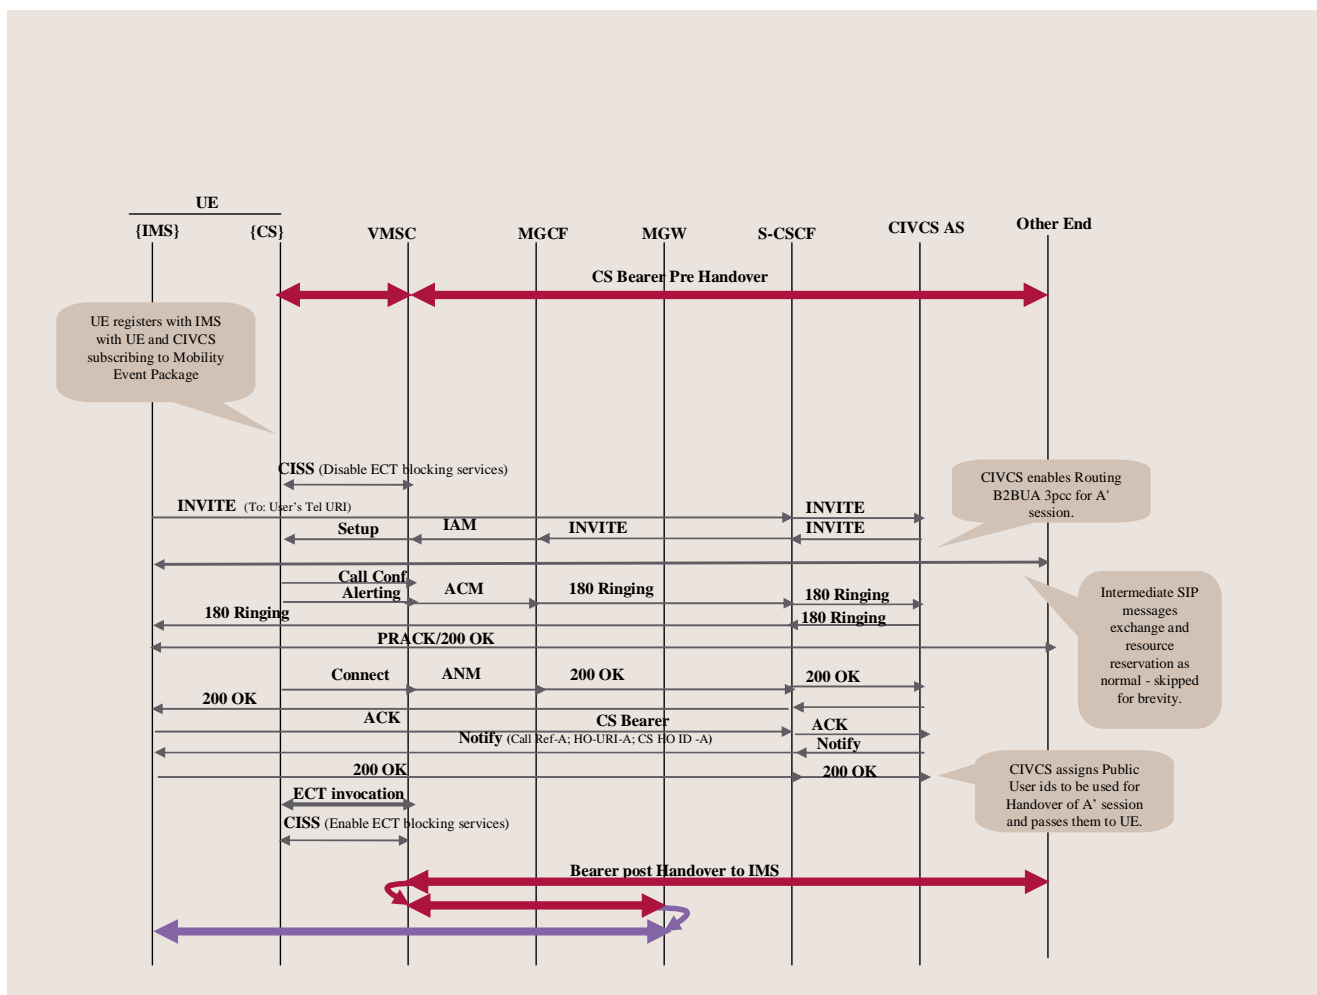 UE
{IMS}
{CS}
VMSC
MGCF
MGW
S-CSCF
CIVCS AS
Other End
CS Bearer Pre Handover
UE registers with IMS
with UE and CIVCS
subscribing to Mobility
Event Package
CISS (Disable ECT blocking services)
CIVCS enables Routing
B2BUA 3pcc for A'
session.
INVITE (To: User's Tel URI)
INVITE
Setup
IAM
INVITE
INVITE
Call Conf
Alerting
ACM
180 Ringing
180 Ringing
180 Ringing
180 Ringing
Intermediate SIP
messages
exchange and
resource
reservation as
normal - skipped
for brevity.
PRACK/200 OK
Connect
ANM
200 OK
200 OK
200 OK
ACK
CS Bearer
ACK
Notify (Call Ref-A; HO-URI-A; CS HO ID -A)
Notify
200 OK
200 OK
CIVCS assigns Public
User ids to be used for
Handover of A’ session
and passes them to UE.
ECT invocation
CISS (Enable ECT blocking services)
Bearer post Handover to IMS